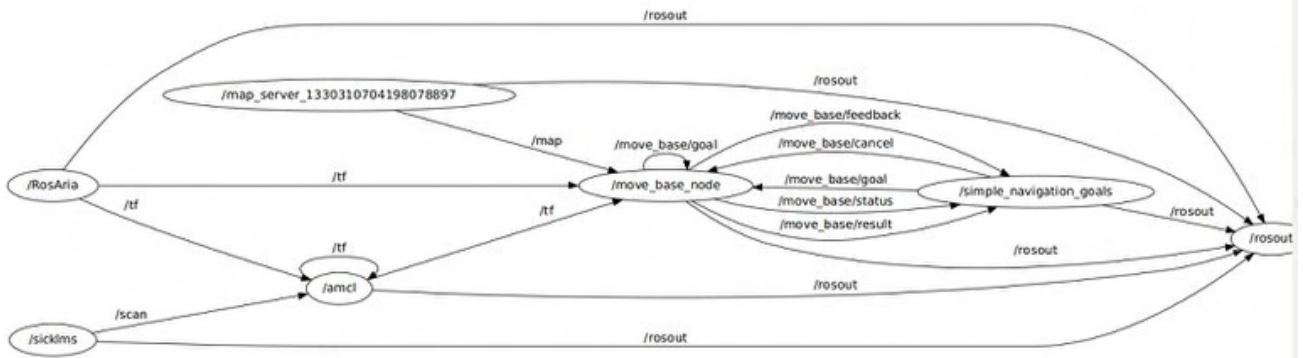 /rosout
/map_server_1330310704198078897
/rosout
/move_base/feedback
/map
/move_base/goal
/move_base/cancel
/RosAria
/tf
/move_base_node
/move_base/goal
/simple_navigation_goals
/move_base/status
/tf
/tf
/move_base/result
/rosout
/rosout
/tf
/rosout
/amcl
/rosout
/scan
/sicklms
/rosout